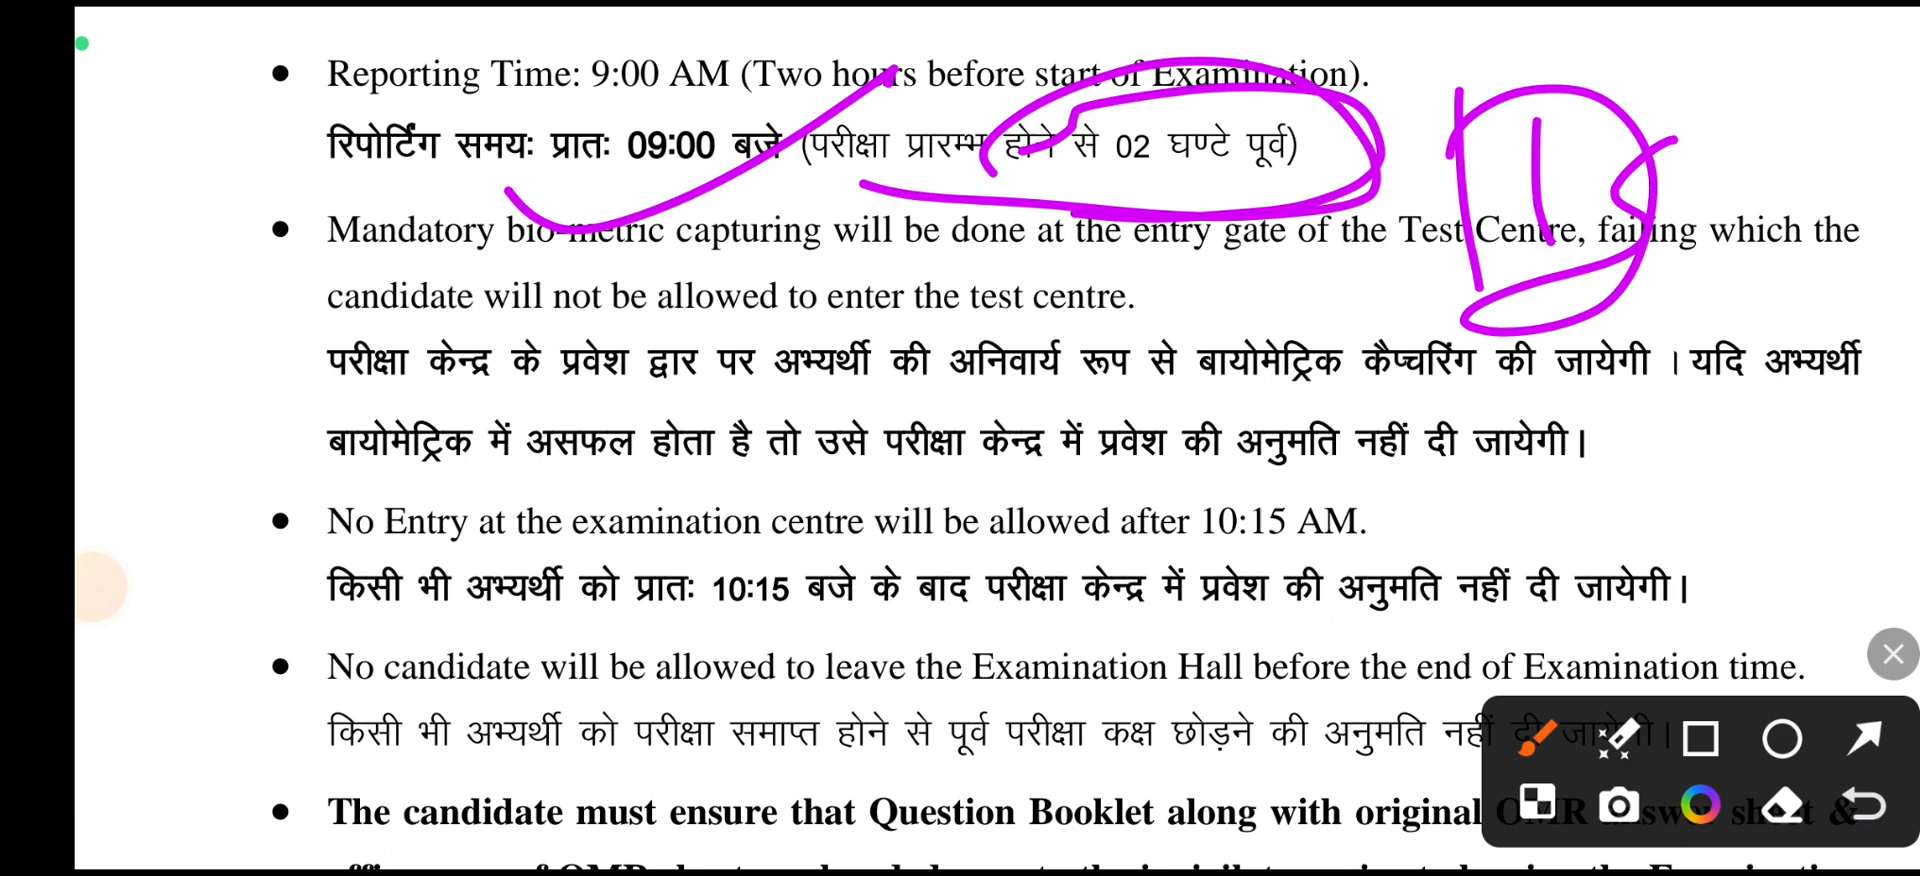 • Reporting Time: 9:00 AM (Two hours before start of Examination).
रिपोर्टिंग समयः प्रातः 09:00 बजे (परीक्षा प्रारम्भ होने से 02 घण्टे पूर्व)
• Mandatory bio-metric capturing will be done at the entry gate of the Test Centre, failing which the
candidate will not be allowed to enter the test centre.
परीक्षा केन्द्र के प्रवेश द्वार पर अभ्यर्थी की अनिवार्य रूप से बायोमेट्रिक कैप्चरिंग की जायेगी । यदि अभ्यर्थी
बायोमेट्रिक में असफल होता है तो उसे परीक्षा केन्द्र में प्रवेश की अनुमति नहीं दी जायेगी।
• No Entry at the examination centre will be allowed after 10:15 AM.
किसी भी अभ्यर्थी को प्रातः 10:15 बजे के बाद परीक्षा केन्द्र में प्रवेश की अनुमति नहीं दी जायेगी।
• No candidate will be allowed to leave the Examination Hall before the end of Examination time.
किसी भी अभ्यर्थी को परीक्षा समाप्त होने से पूर्व परीक्षा कक्ष छोड़ने की अनुमति नहीं दी जायेगी।
• The candidate must ensure that Question Booklet along with original OMR answer sheet &